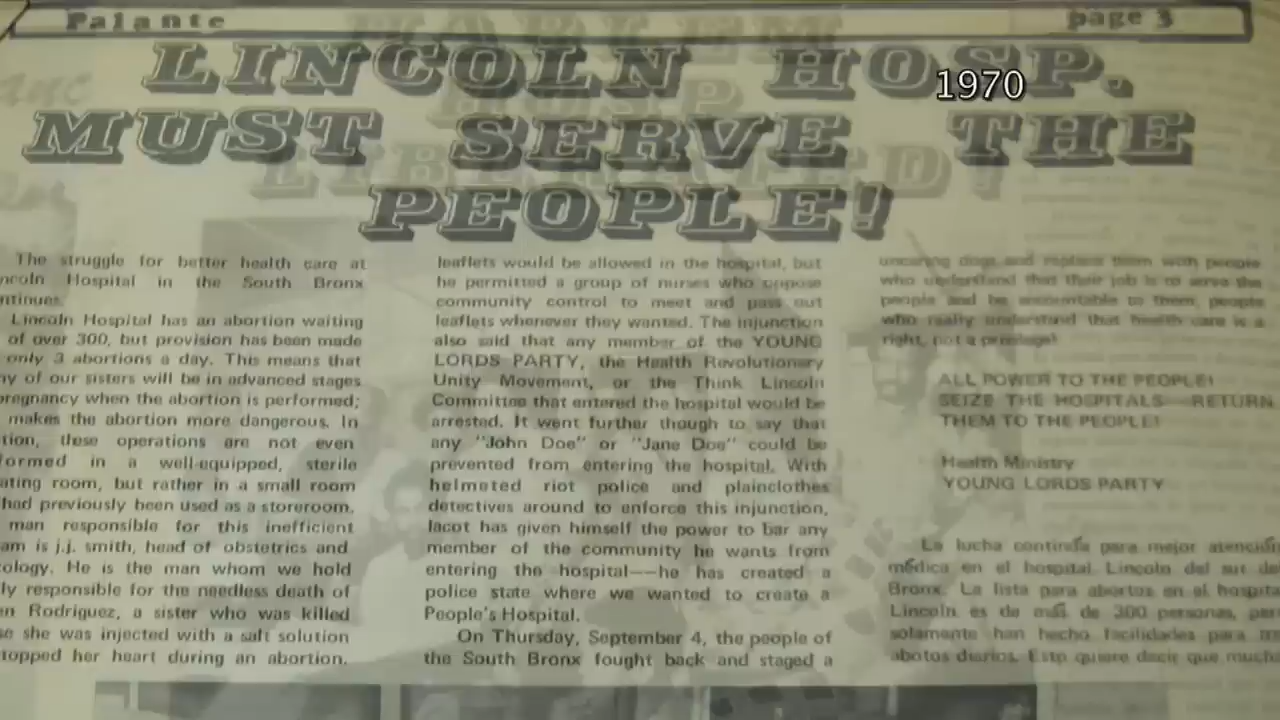 Palante
page 3
1970
LINCOLN HOSP.
MUST SERVE THE
PEOPLE!
The struggle for better health care at
ncoln Hospital in the South Bronx
ntinues.
Lincoln Hospital has an abortion waiting
of over 300, but provision has been made
only 3 abortions a day. This means that
ny of our sisters will be in advanced stages
pregnancy when the abortion is performed;
makes the abortion more dangerous. In
tion, these operations are not even
formed in a well-equipped, sterile
ating room, but rather in a small room
had previously been used as a storeroom.
man responsible for this inefficient
am is j.j. smith, head of obstetrics and
cology. He is the man whom we hold
ly responsible for the needless death of
en Rodriguez, a sister who was killed
se she was injected with a salt solution
topped her heart during an abortion.
leaflets would be allowed in the hospital, but
he permitted a group of nurses who oppose
community control to meet and pass out
leaflets whenever they wanted. The injunction
also said that any member of the YOUNG
LORDS PARTY, the Health Revolutionary
Unity Movement, or the Think Lincoln
Committee that entered the hospital would be
arrested. It went further though to say that
any "John Doe" or "Jane Doe" could be
prevented from entering the hospital. With
helmeted riot police and plainclothes
detectives around to enforce this injunction,
lacot has given himself the power to bar any
member of the community he wants from
entering the hospital––he has created a
police state where we wanted to create a
People's Hospital.
On Thursday, September 4, the people of
the South Bronx fought back and staged a
uncaring dogs and replace them with people
who understand that their job is to serve the
people and be accountable to them, people
who really understand that health care is a
right, not a privilege!
ALL POWER TO THE PEOPLE!
SEIZE THE HOSPITALS––RETURN
THEM TO THE PEOPLE!
Health Ministry
YOUNG LORDS PARTY
La lucha continúa para mejor atención
médica en el hospital Lincoln del sur de
Bronx. La lista para abortos en el hospita
Lincoln es de más de 300 personas, per
solamente han hecho facilidades para tr
abotos diarios. Esto quiere decir que mucha